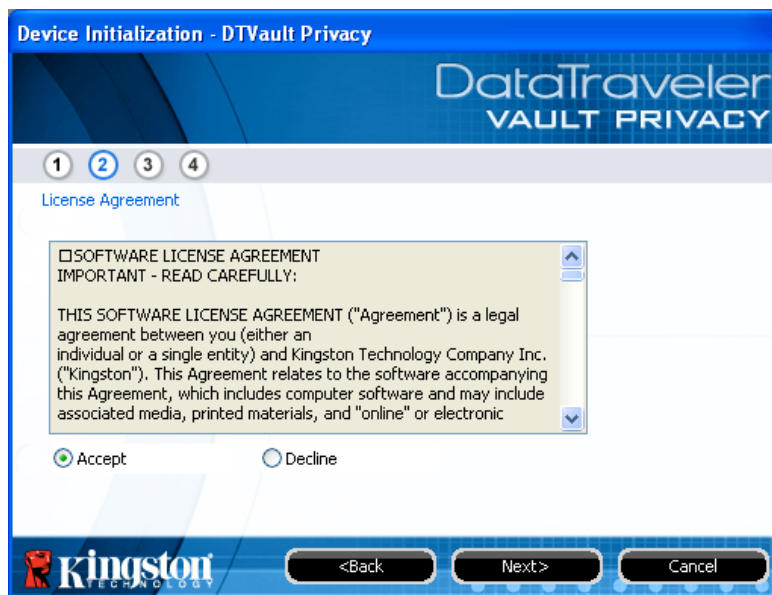 Device Initialization - DTVault Privacy
DataTraveler
VAULT PRIVACY
1 2 3 4
License Agreement
□SOFTWARE LICENSE AGREEMENT
IMPORTANT - READ CAREFULLY:
THIS SOFTWARE LICENSE AGREEMENT ("Agreement") is a legal
agreement between you (either an
individual or a single entity) and Kingston Technology Company Inc.
("Kingston"). This Agreement relates to the software accompanying
this Agreement, which includes computer software and may include
associated media, printed materials, and "online" or electronic
Accept Decline
Kingston
TECHNOLOGY
<Back Next> Cancel